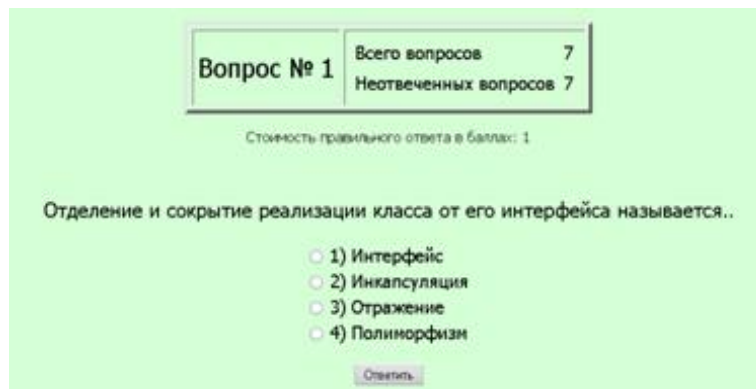 Вопрос № 1
Всего вопросов 7
Неотвеченных вопросов 7
Стоимость правильного ответа в баллах: 1
Отделение и сокрытие реализации класса от его интерфейса называется..
1) Интерфейс
2) Инкапсуляция
3) Отражение
4) Полиморфизм
Ответить